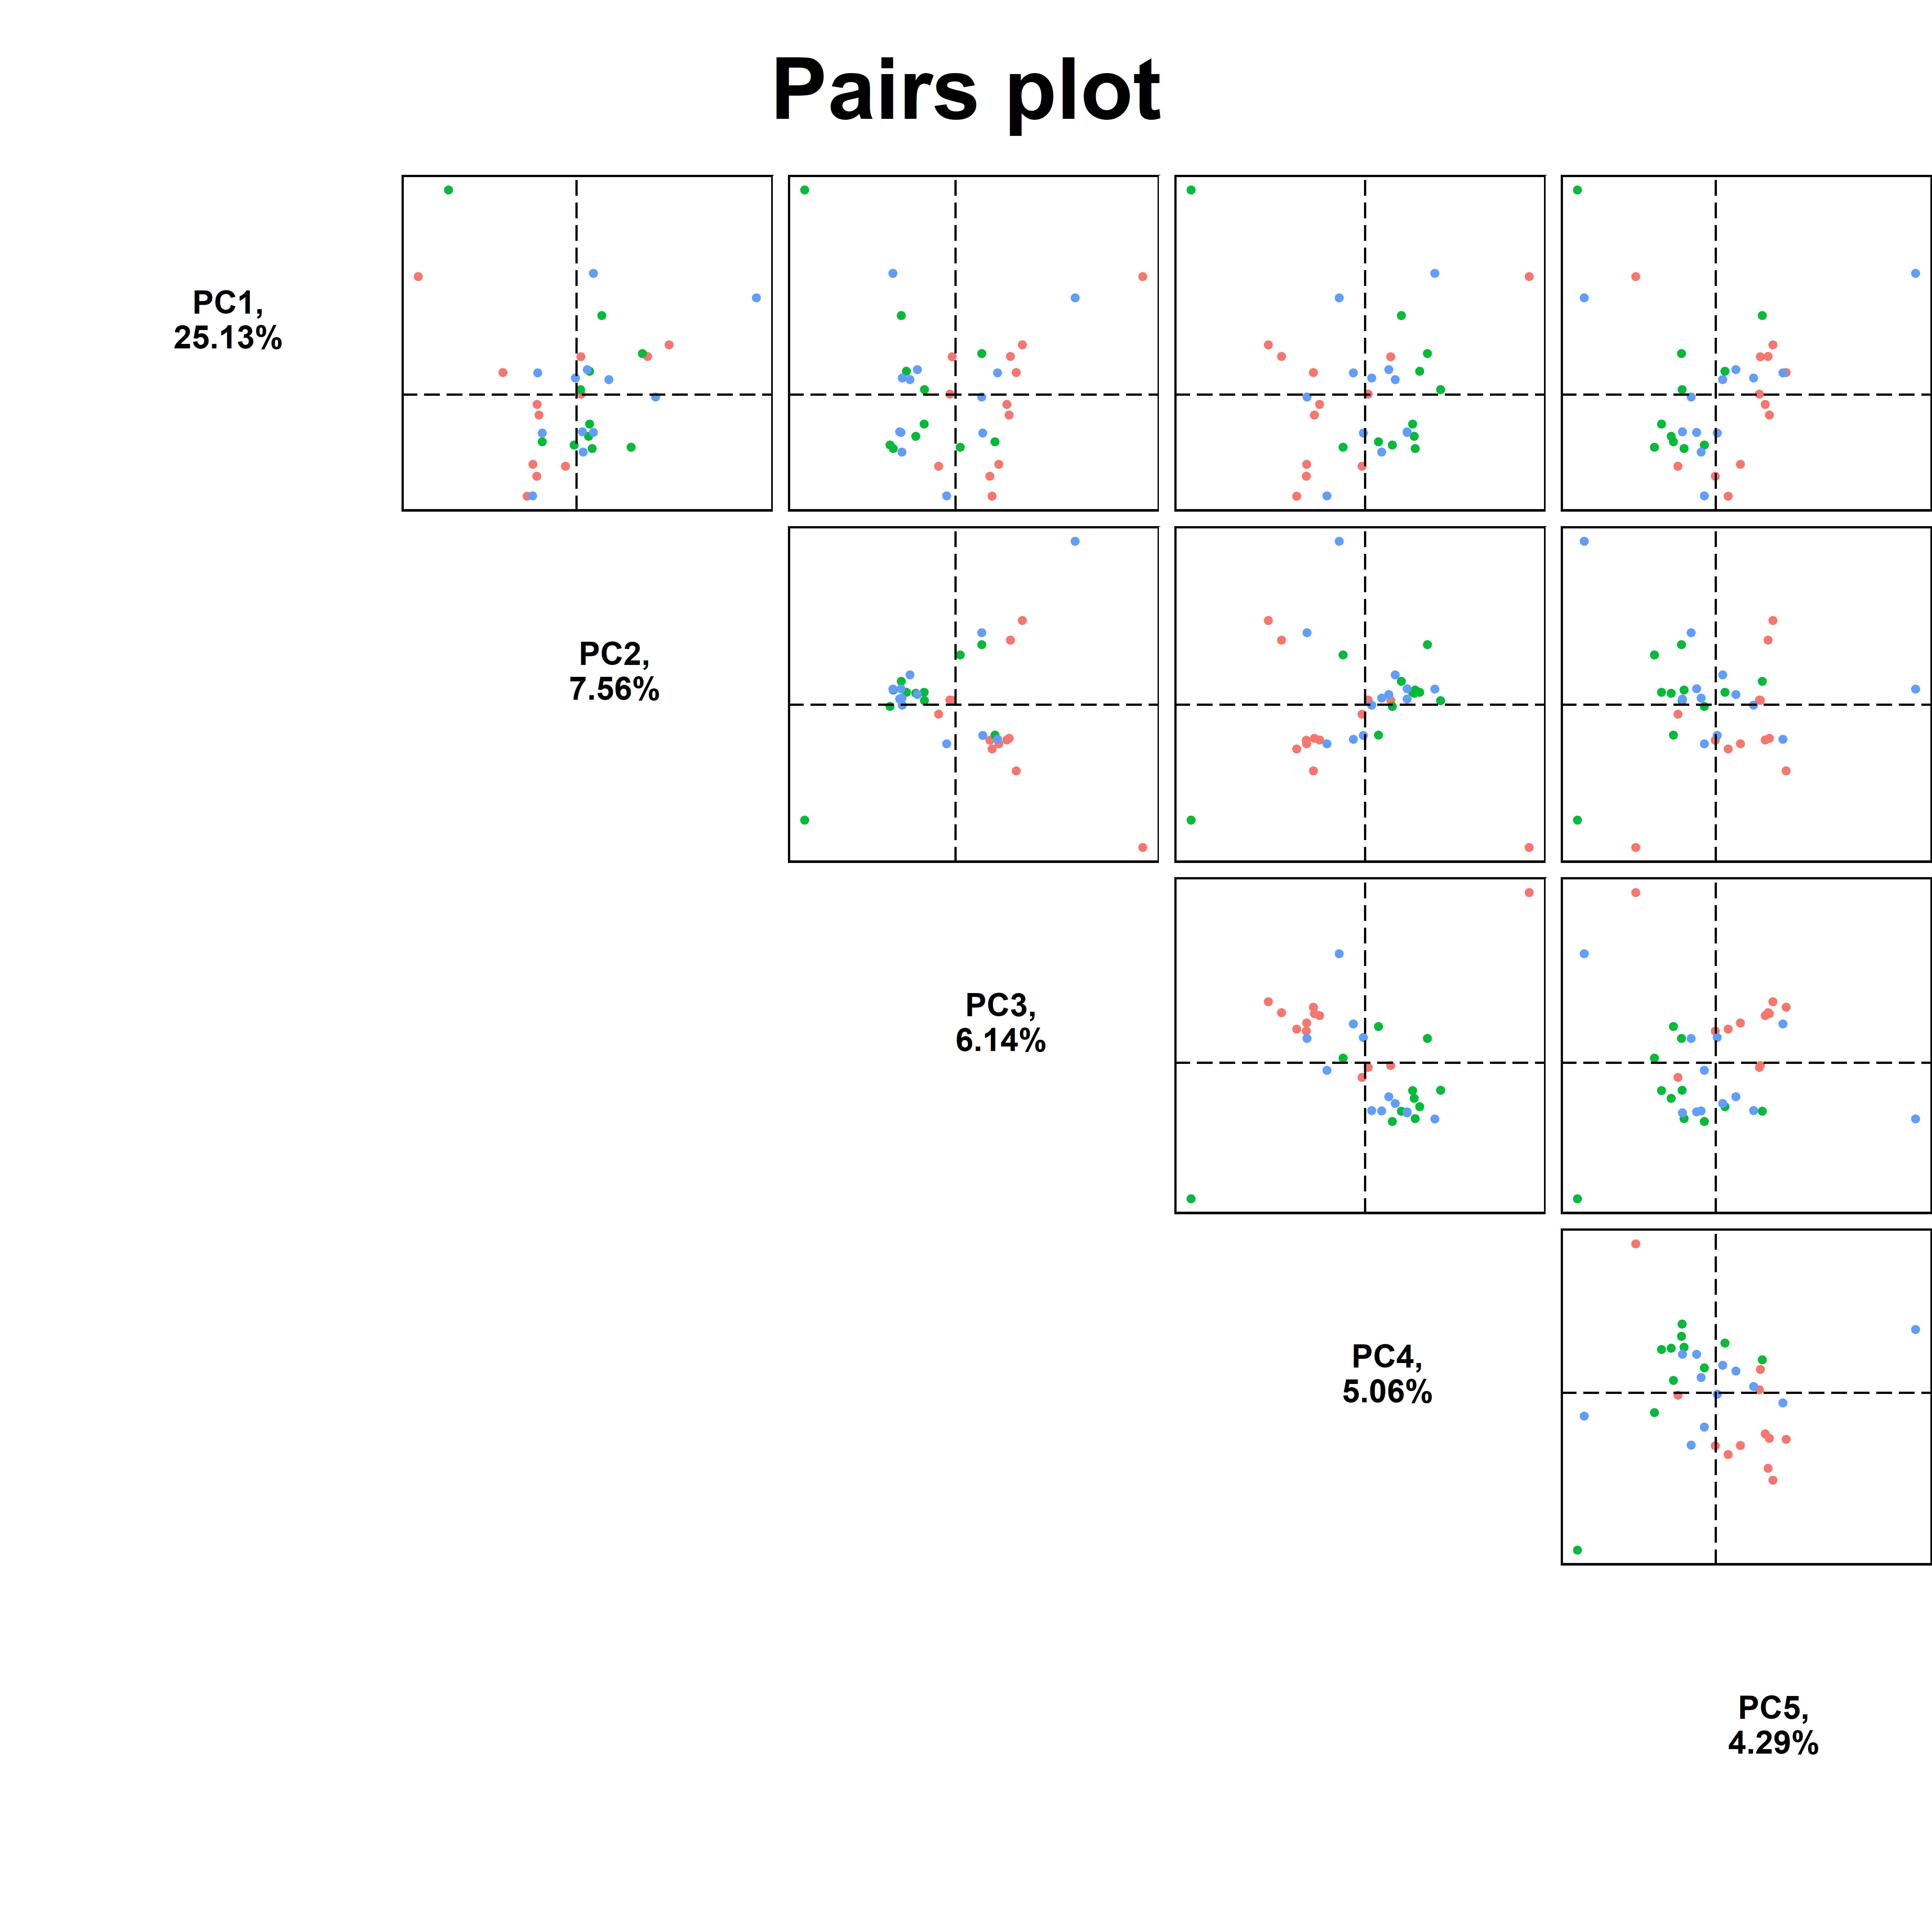 Pairs plot
PC1,
25.13%
PC2,
7.56%
PC3,
6.14%
PC4,
5.06%
PC5,
4.29%